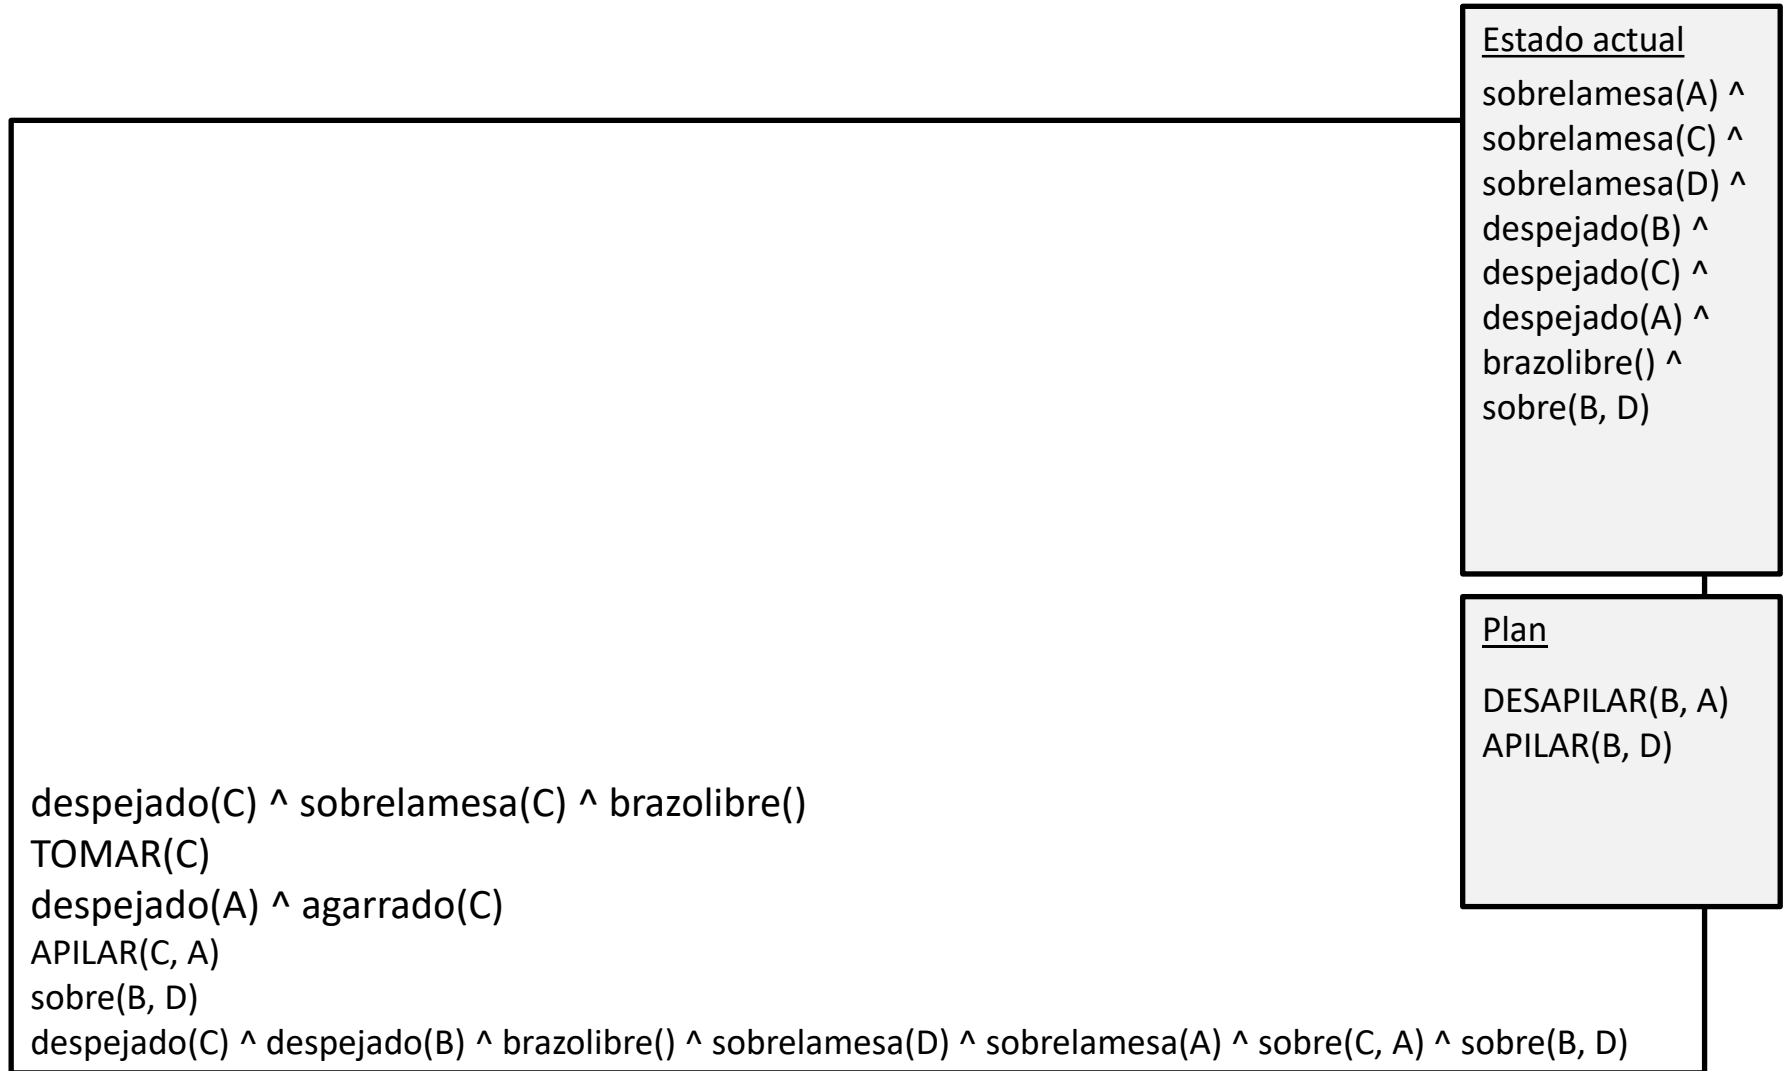 Estado actual
sobrelamesa(A) ^
sobrelamesa(C) ^
sobrelamesa(D) ^
despejado(B) ^
despejado(C) ^
despejado(A) ^
brazolibre() ^
sobre(B, D)
Plan
DESAPILAR(B, A)
APILAR(B, D)
despejado(C) ^ sobrelamesa(C) ^ brazolibre()
TOMAR(C)
despejado(A) ^ agarrado(C)
APILAR(C, A)
sobre(B, D)
despejado(C) ^ despejado(B) ^ brazolibre() ^ sobrelamesa(D) ^ sobrelamesa(A) ^ sobre(C, A) ^ sobre(B, D)